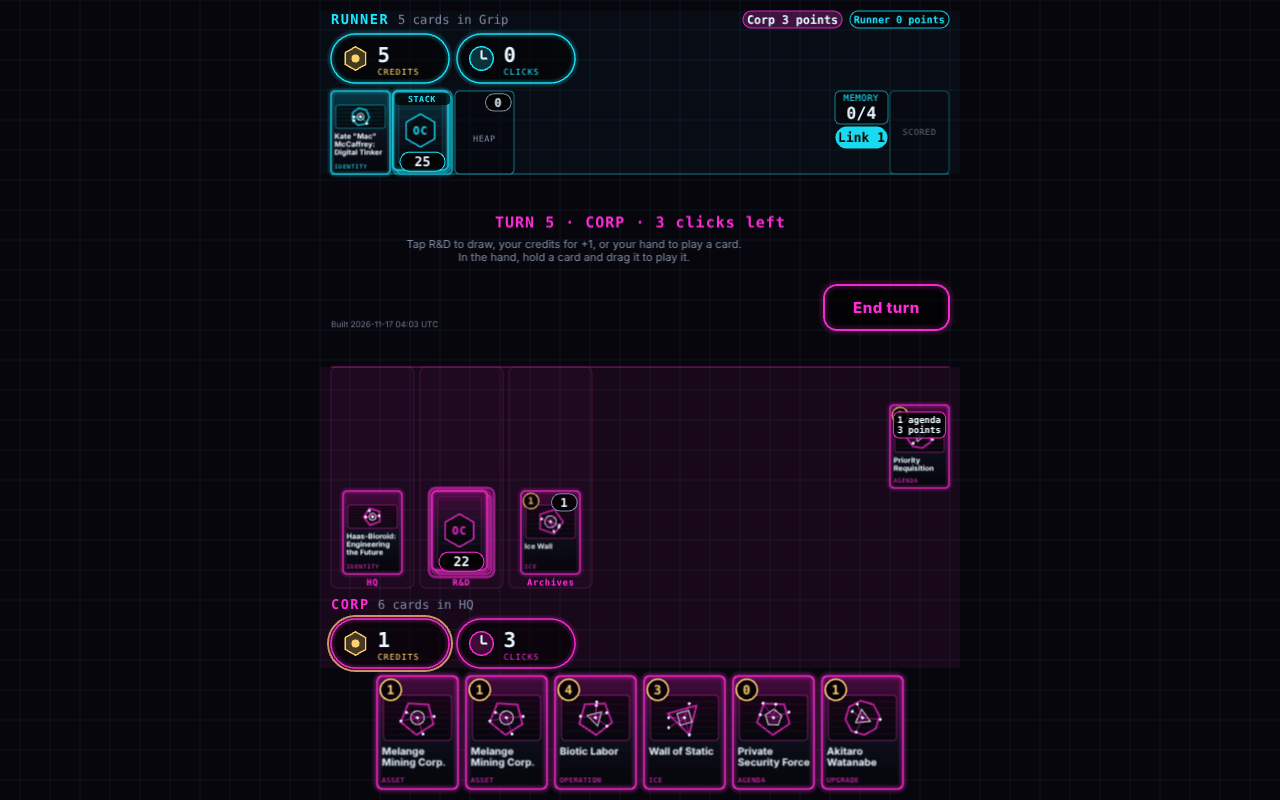 RUNNER 5 cards in Grip
Corp 3 points
Runner 0 points
5
CREDITS
0
CLICKS
Kate "Mac"
McCaffrey:
Digital Tinker
IDENTITY
STACK
OC
25
0
HEAP
MEMORY
0/4
Link 1
SCORED
TURN 5 · CORP · 3 clicks left
Tap R&D to draw, your credits for +1, or your hand to play a card.
In the hand, hold a card and drag it to play it.
End turn
Built 2026-11-17 04:03 UTC
1 agenda
3 points
Priority
Requisition
AGENDA
Haas-Bioroid:
Engineering
the Future
IDENTITY
HQ
OC
22
R&D
1
1
Ice Wall
ICE
Archives
CORP 6 cards in HQ
1
CREDITS
3
CLICKS
1
Melange
Mining Corp.
ASSET
1
Melange
Mining Corp.
ASSET
4
Biotic Labor
OPERATION
3
Wall of Static
ICE
0
Private
Security Force
AGENDA
1
Akitaro
Watanabe
UPGRADE